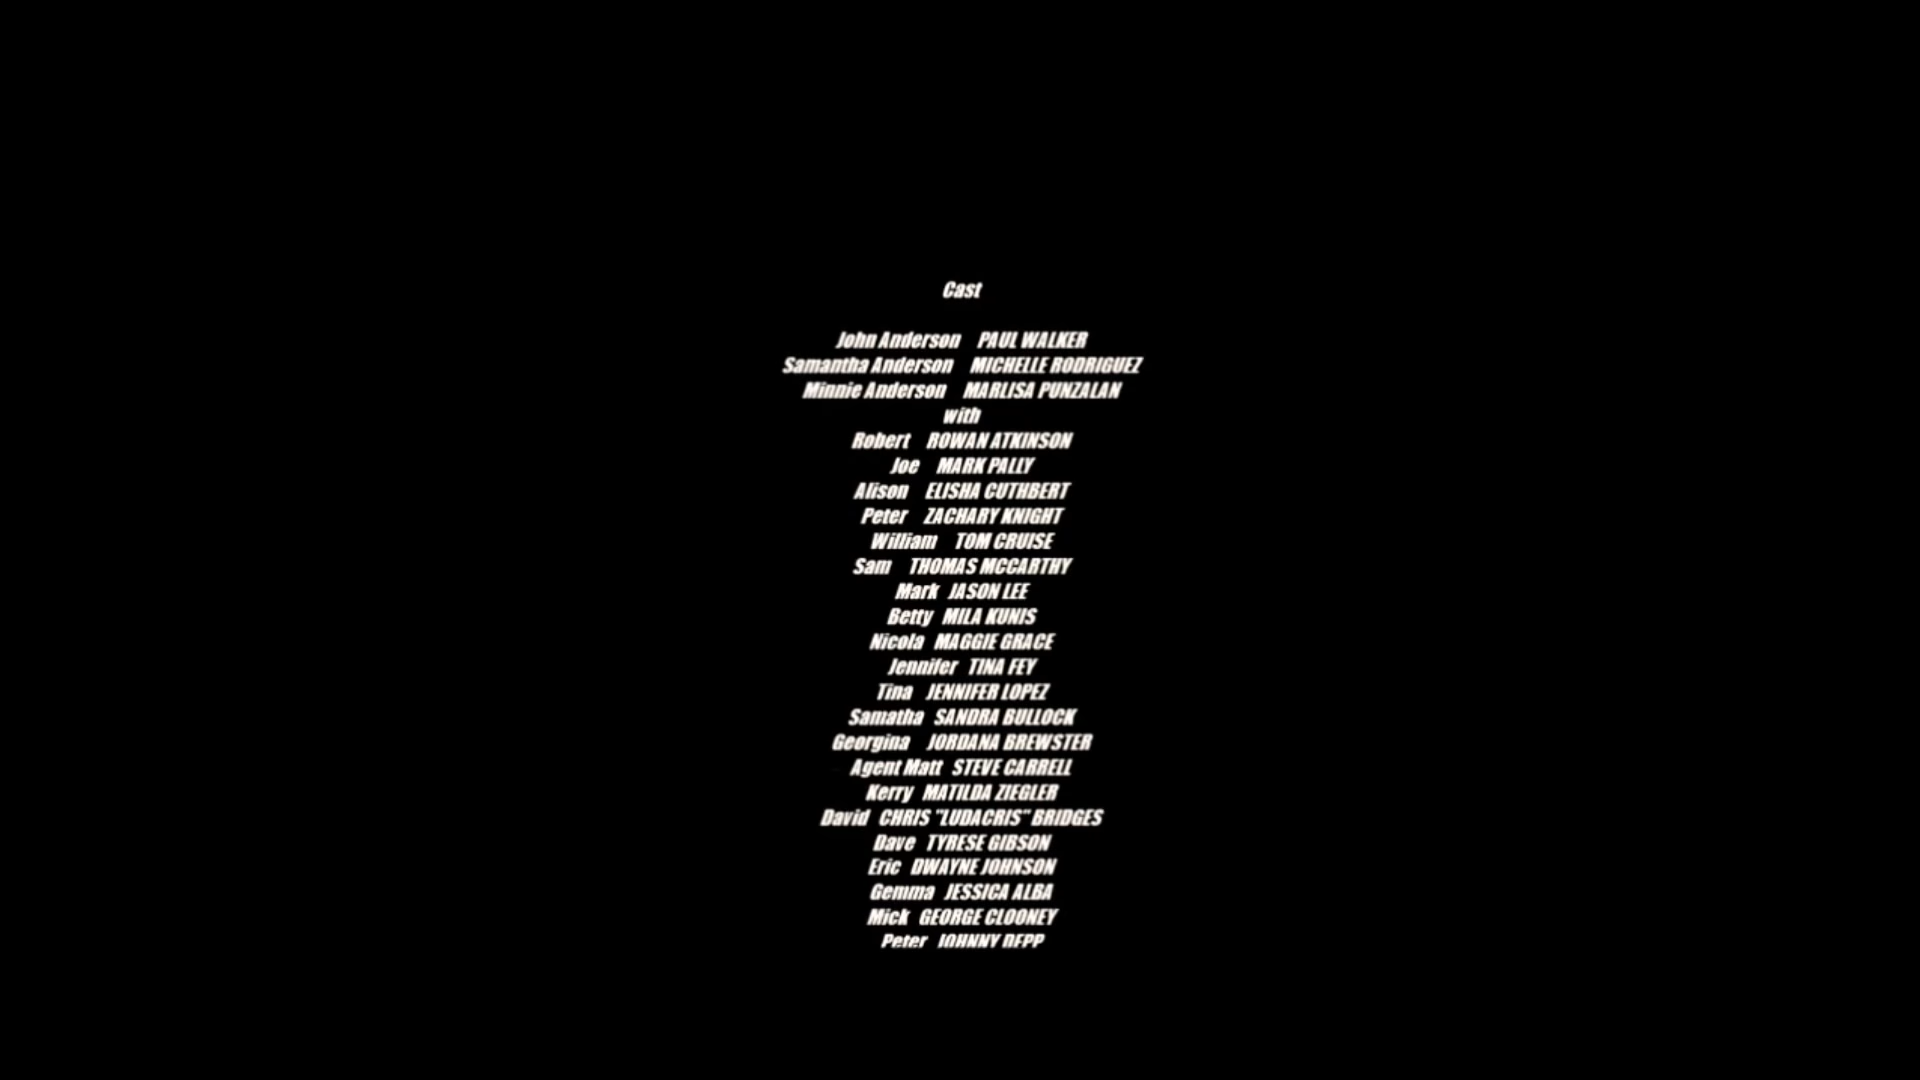 Cast
John Anderson PAUL WALKER
Samantha Anderson MICHELLE RODRIGUEZ
Minnie Anderson MARLISA PUNZALAN
with
Robert ROWAN ATKINSON
Joe MARK PALLY
Alison ELISHA CUTHBERT
Peter ZACHARY KNIGHT
William TOM CRUISE
Sam THOMAS MCCARTHY
Mark JASON LEE
Betty MILA KUNIS
Nicola MAGGIE GRACE
Jennifer TINA FEY
Tina JENNIFER LOPEZ
Samatha SANDRA BULLOCK
Georgina JORDANA BREWSTER
Agent Matt STEVE CARRELL
Kerry MATILDA ZIEGLER
David CHRIS "LUDACRIS" BRIDGES
Dave TYRESE GIBSON
Eric DWAYNE JOHNSON
Gemma JESSICA ALBA
Mick GEORGE CLOONEY
Peter JOHNNY DEPP